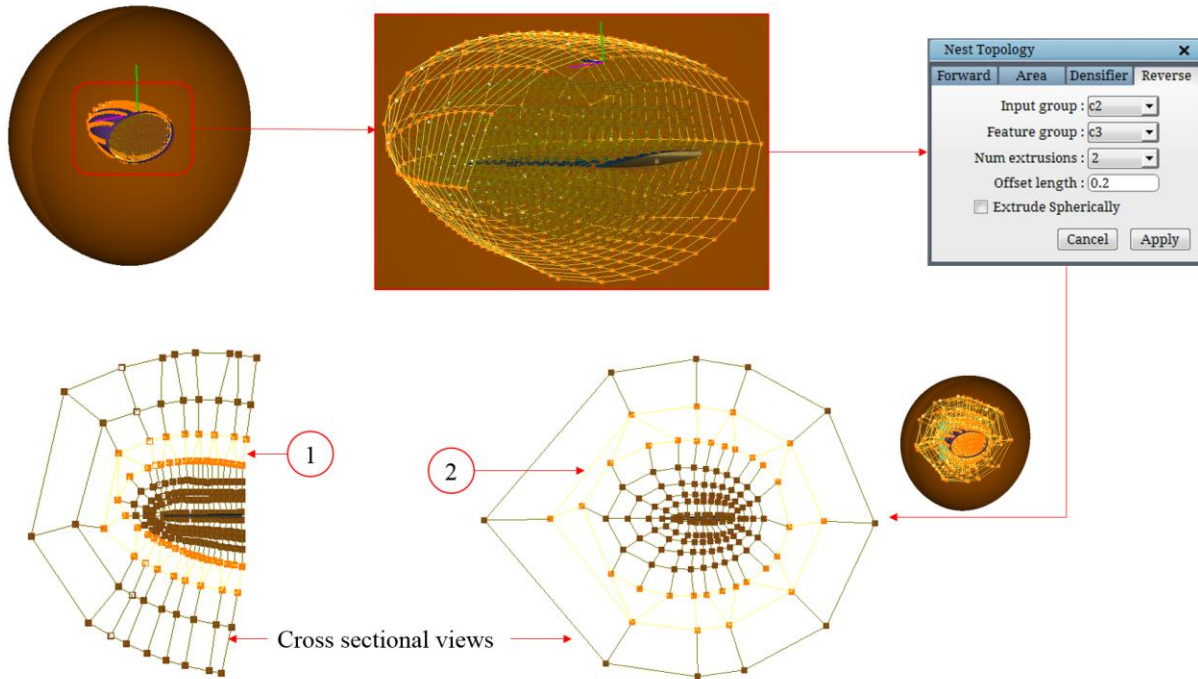 Nest Topology
Forward Area Densifier Reverse
Input group : c2
Feature group : c3
Num extrusions : 2
Offset length : 0.2
Extrude Spherically
Cancel Apply
1
2
Cross sectional views